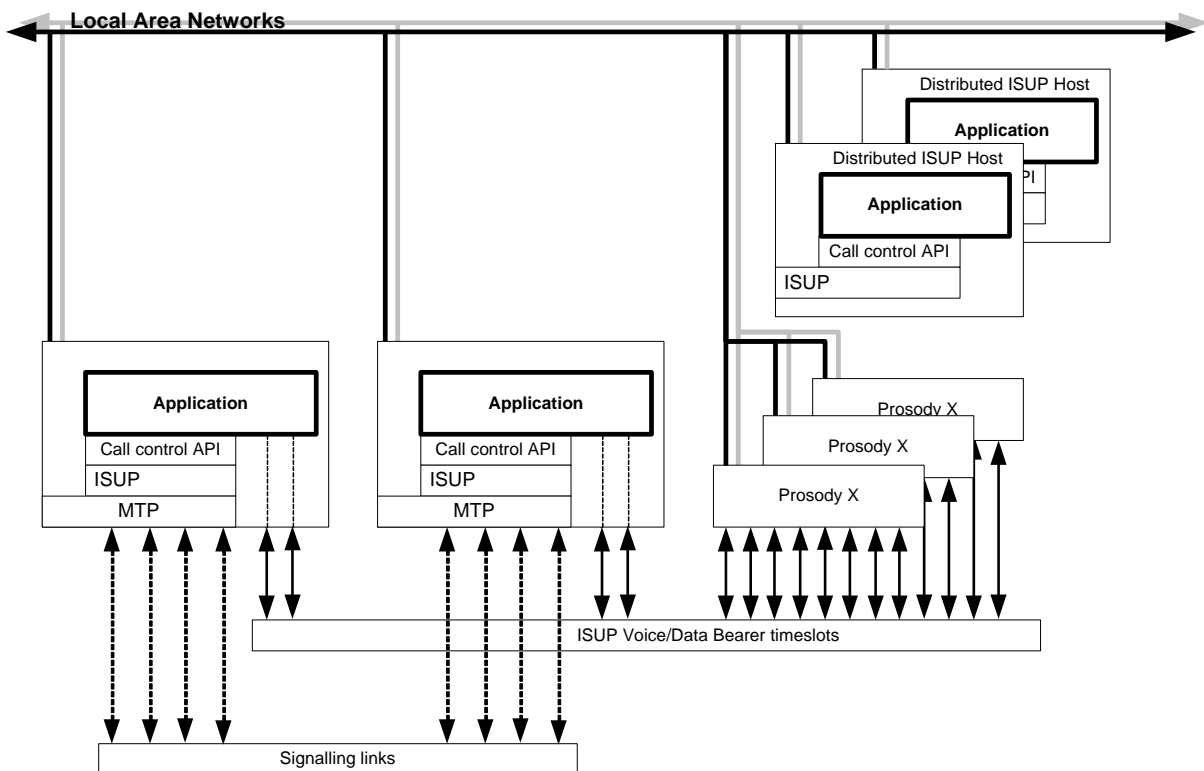 Local Area Networks
Distributed ISUP Host
Application
PI
Distributed ISUP Host
Application
Call control API
ISUP
Application
Call control API
ISUP
MTP
Application
Call control API
ISUP
MTP
Prosody X
Prosody X
Prosody X
ISUP Voice/Data Bearer timeslots
Signalling links